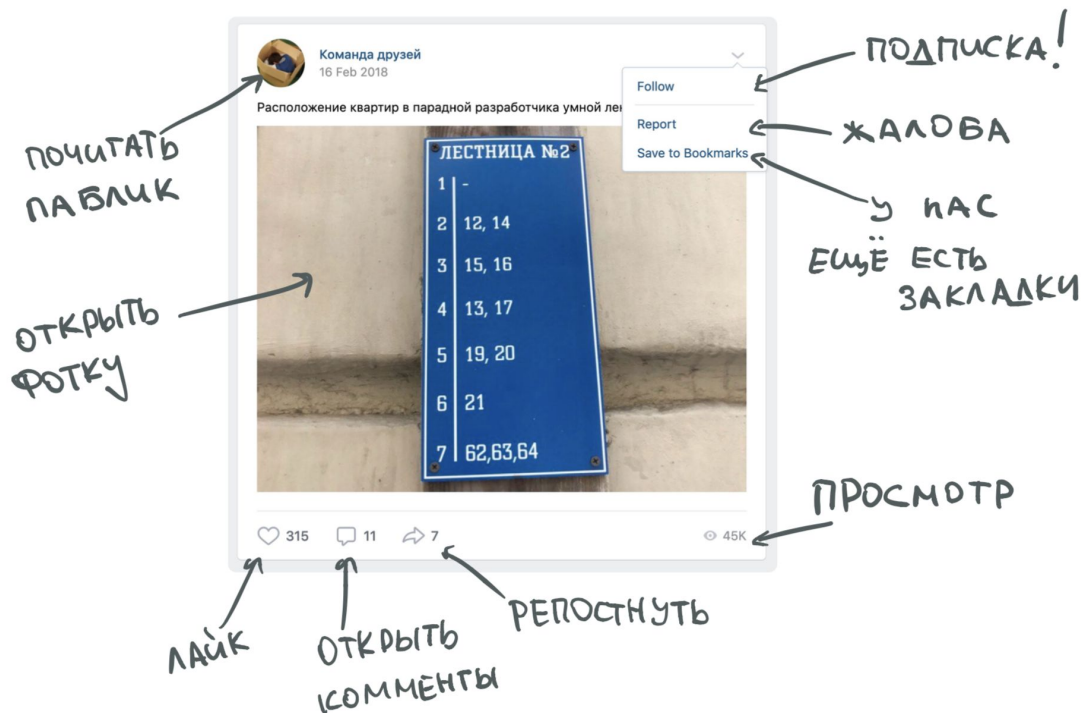 Команда друзей
16 Feb 2018
Расположение квартир в парадной разработчика умной
Follow
Report
Save to Bookmarks
ЛЕСТНИЦА №2
1 -
2 12, 14
3 15, 16
4 13, 17
5 19, 20
6 21
7 62,63,64
315 11 7 45K
ПОЧИТАТЬ
ПАБЛИК
ОТКРЫТЬ
ФОТКУ
ПОДПИСКА!
ЖАЛОБА
У НАС
ЕЩЁ ЕСТЬ
ЗАКЛАДКИ
ПРОСМОТР
ЛАЙК
ОТКРЫТЬ
КОММЕНТЫ
РЕПОСТНУТЬ